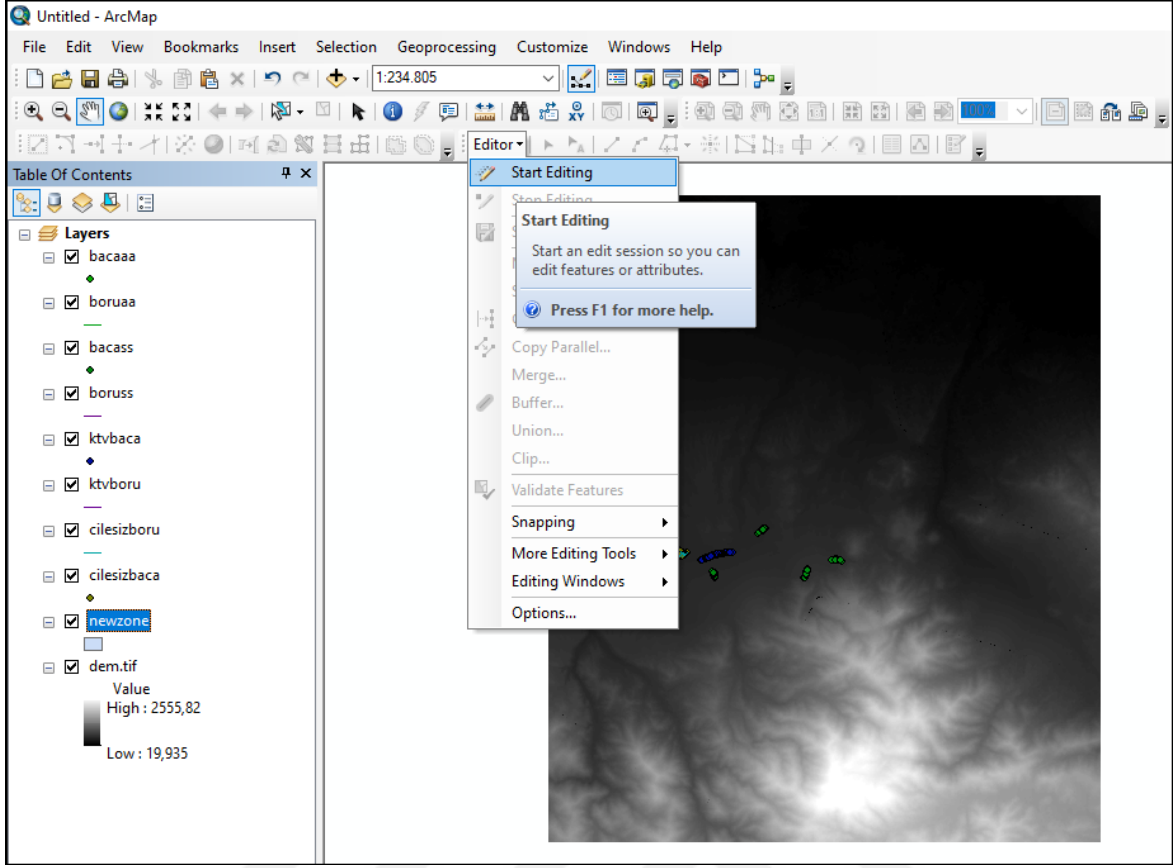 Untitled - ArcMap
File Edit View Bookmarks Insert Selection Geoprocessing Customize Windows Help
1:234.805
100%
Editor
Table Of Contents
Start Editing
Stop Editing
Start Editing
Start an edit session so you can
edit features or attributes.
Press F1 for more help.
Copy Parallel...
Merge...
Buffer...
Union...
Clip...
Validate Features
Snapping
More Editing Tools
Editing Windows
Options...
Layers
bacaaa
boruaa
bacass
boruss
ktvbaca
ktvboru
cilesizboru
cilesizbaca
newzone
dem.tif
Value
High : 2555,82
Low : 19,935